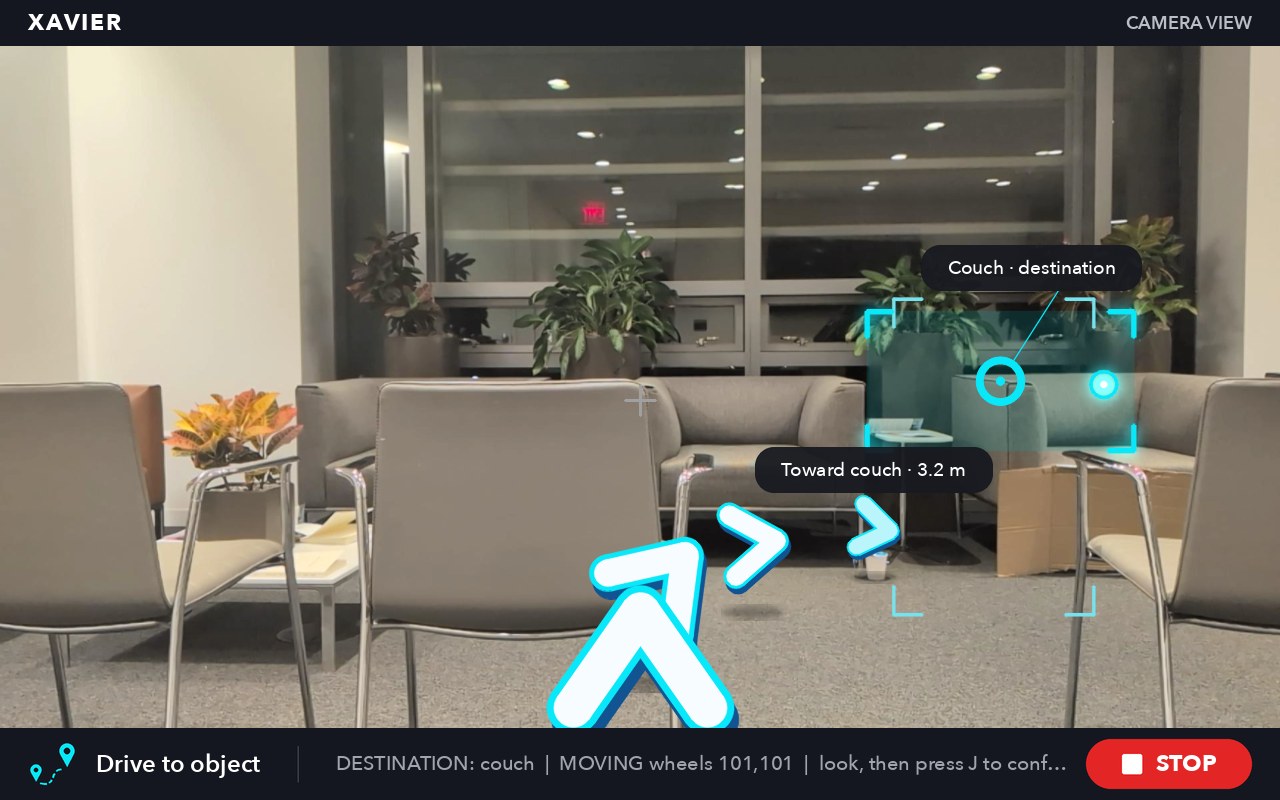 XAVIER
CAMERA VIEW
Couch · destination
Toward couch · 3.2 m
Drive to object
DESTINATION: couch | MOVING wheels 101,101 | look, then press J to conf...
STOP